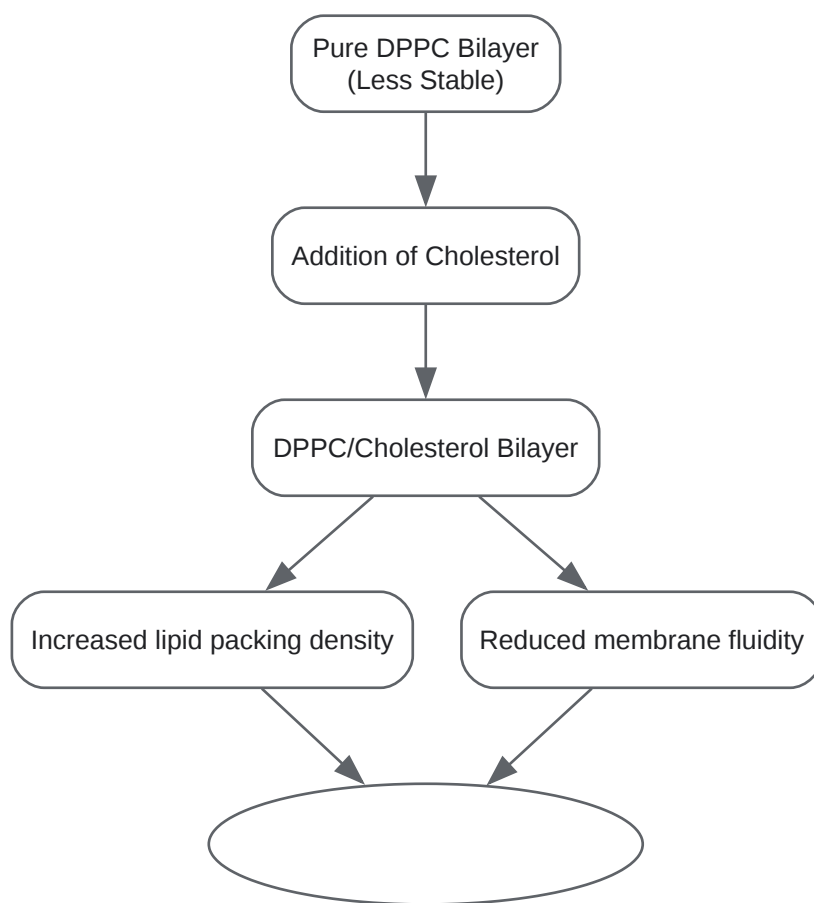 Pure DPPC Bilayer
(Less Stable)
Addition of Cholesterol
DPPC/Cholesterol Bilayer
Increased lipid packing density
Reduced membrane fluidity